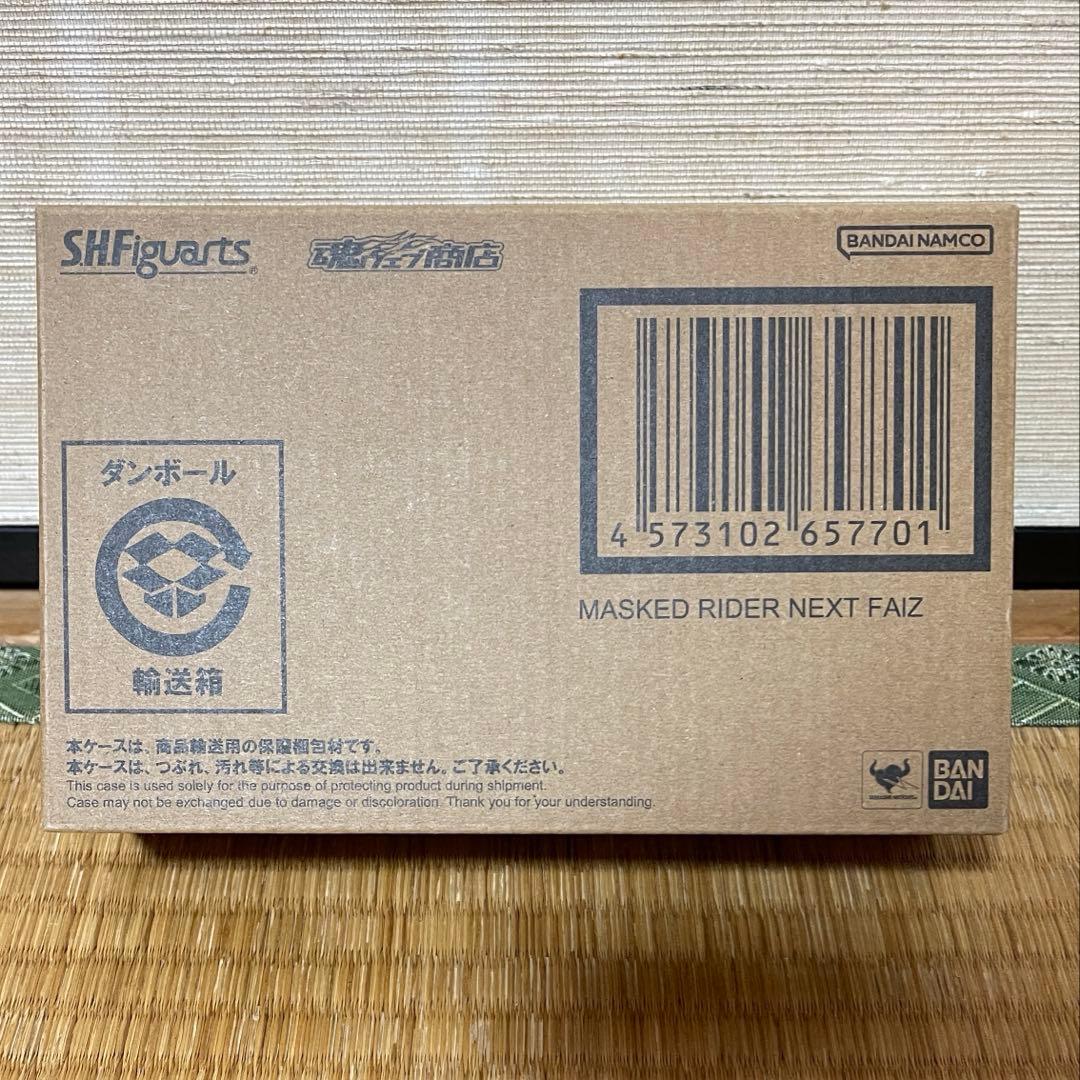 S.H.Figuarts
魂ウェブ商店
BANDAI NAMCO
4 573102 657701
MASKED RIDER NEXT FAIZ
ダンボール
輸送箱
本ケースは、商品輸送用の保護梱包材です。
本ケースは、つぶれ、汚れ等による交換は出来ません。ご了承ください。
This case is used solely for the purpose of protecting product during shipment.
Case may not be exchanged due to damage or discoloration. Thank you for your understanding.
BAN
DAI